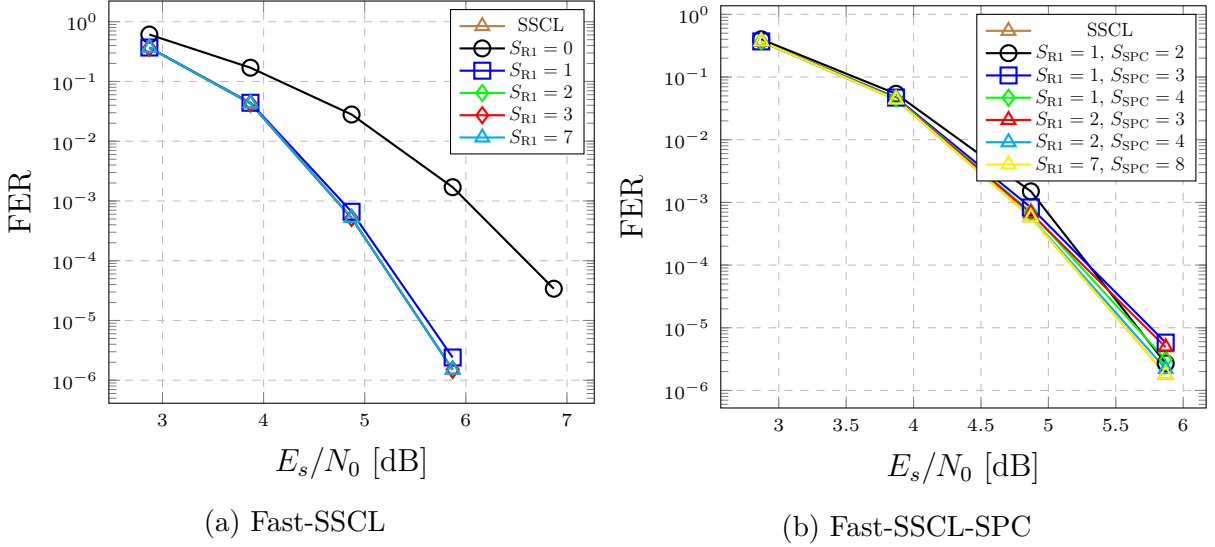 10^0
10^−1
10^−2
10^−3
10^−4
10^−5
10^−6
FER
3
4
5
6
7
E_s/N_0 [dB]
SSCL
S_R1 = 0
S_R1 = 1
S_R1 = 2
S_R1 = 3
S_R1 = 7
(a) Fast-SSCL
10^0
10^−1
10^−2
10^−3
10^−4
10^−5
10^−6
FER
3
3.5
4
4.5
5
5.5
6
E_s/N_0 [dB]
SSCL
S_R1 = 1, S_SPC = 2
S_R1 = 1, S_SPC = 3
S_R1 = 1, S_SPC = 4
S_R1 = 2, S_SPC = 3
S_R1 = 2, S_SPC = 4
S_R1 = 7, S_SPC = 8
(b) Fast-SSCL-SPC